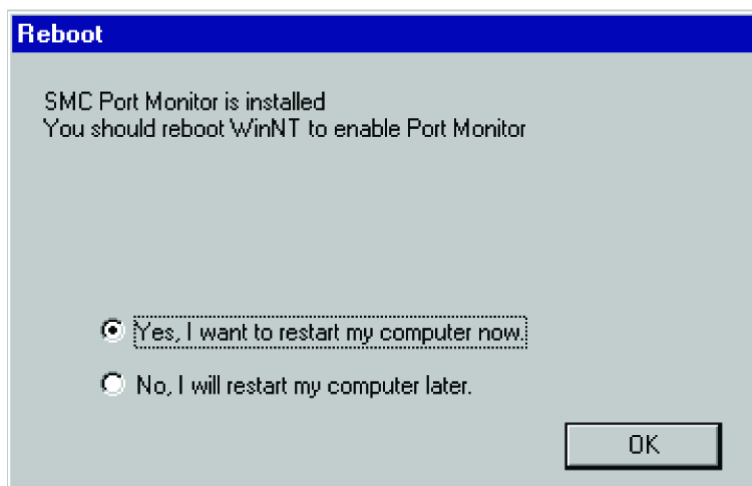 Reboot
SMC Port Monitor is installed
You should reboot WinNT to enable Port Monitor
Yes, I want to restart my computer now.
No, I will restart my computer later.
OK